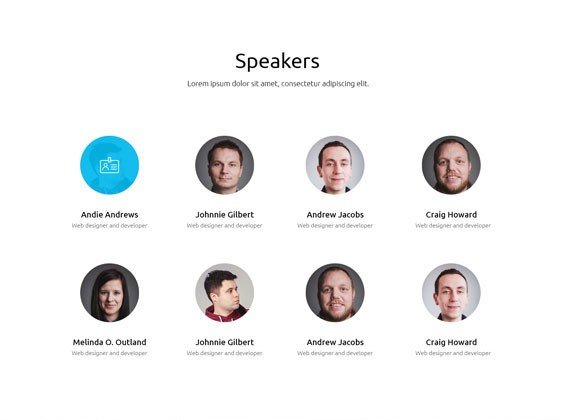 Speakers
Lorem ipsum dolor sit amet, consectetur adipiscing elit.
Andie Andrews
Johnnie Gilbert
Andrew Jacobs
Craig Howard
Web designer and developer
Web designer and developer
Web designer and developer
Web designer and developer
Melinda O. Outland
Johnnie Gilbert
Andrew Jacobs
Craig Howard
Web designer and developer
Web designer and developer
Web designer and developer
Web designer and developer